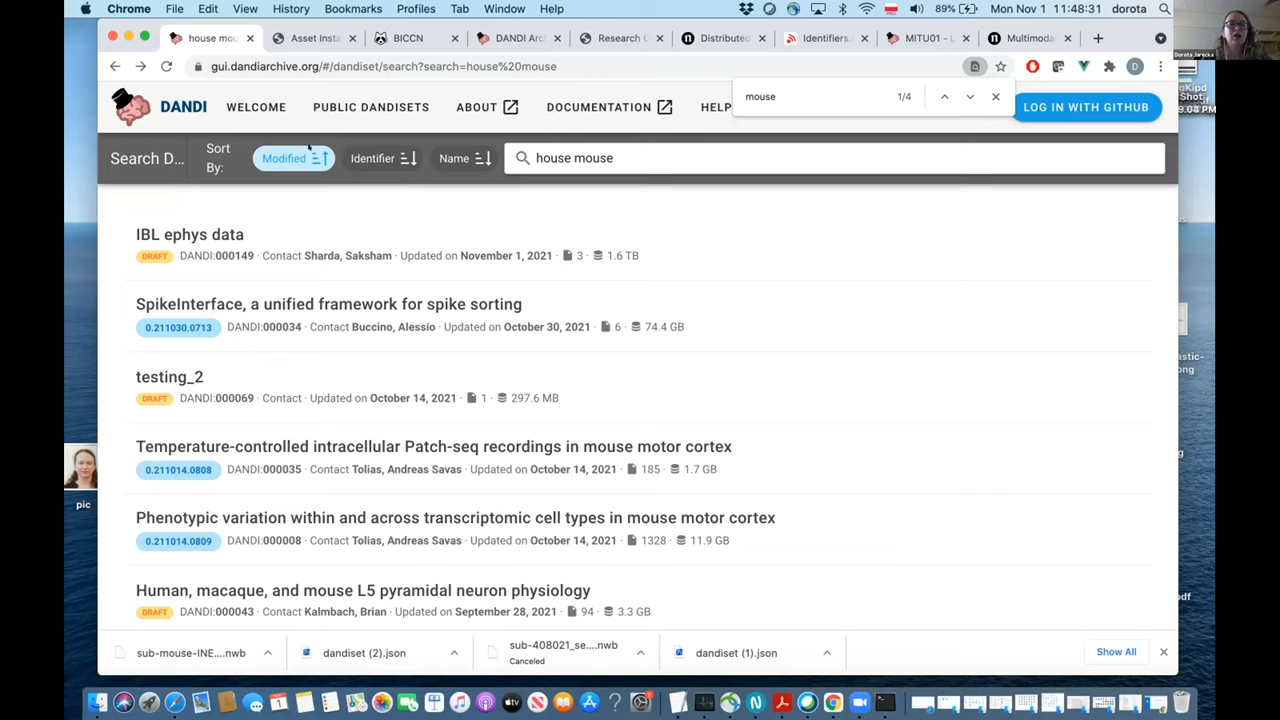 Chrome File Edit View History Bookmarks Profiles Tab Window Help 89% Mon Nov 1 11:48:31 dorota
house mou Asset Insta BICCN DANDI Arc Research C Distributed Identifiers. MITU01 - L Multimoda
gui.dandiarchive.org/#/dandiset/search?search=
mouse 1/4
DANDI WELCOME PUBLIC DANDISETS ABOUT DOCUMENTATION HELP LOG IN WITH GITHUB
Search D... Sort By: Modified Identifier Name house mouse
IBL ephys data
DRAFT DANDI:000149 · Contact Sharda, Saksham · Updated on November 1, 2021 3 · 1.6 TB
SpikeInterface, a unified framework for spike sorting
0.211030.0713 DANDI:000034 · Contact Buccino, Alessio · Updated on October 30, 2021 · 6 · 74.4 GB
testing_2
DRAFT DANDI:000069 · Contact · Updated on October 14, 2021 · 1 · 297.6 MB
Temperature-controlled intracellular Patch-seq recordings in mouse motor cortex
0.211014.0808 DANDI:000035 · Contact Tolias, Andreas Savas · Updated on October 14, 2021 · 185 · 1.7 GB
Phenotypic variation within and across transcriptomic cell types in mouse motor cortex
0.211014.0809 DANDI:000008 · Contact Tolias, Andreas Savas · Updated on October 14, 2021 · 1328 · 11.9 GB
Human, macaque, and mouse L5 pyramidal neuron physiology
DRAFT DANDI:000043 · Contact Kalmbach, Brian · Updated on September 28, 2021 · 94 · 3.3 GB
sub-mouse-INE....nwb dandiset (2).json sub-408021_se....nwb dandiset (1).json Show All
Canceled
pic
Dorota Jarecka